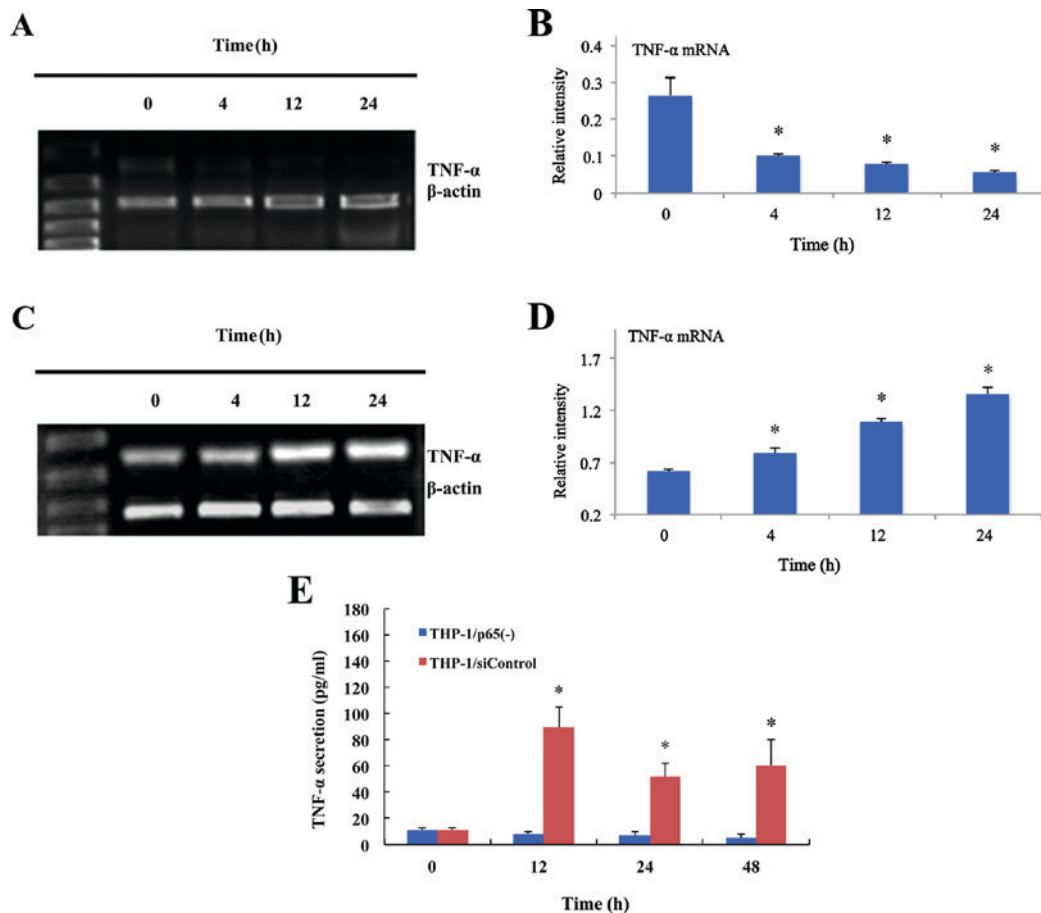 A
Time (h)
0 4 12 24
TNF-α
β-actin
B
TNF-α mRNA
Relative intensity
0.4
0.3
0.2
0.1
0
*
*
*
0 4 12 24
Time (h)
C
Time (h)
0 4 12 24
TNF-α
β-actin
D
TNF-α mRNA
Relative intensity
1.7
1.2
0.7
0.2
*
*
*
0 4 12 24
Time (h)
E
TNF-α secretion (pg/ml)
180
160
140
120
100
80
60
40
20
0
THP-1/p65(-)
THP-1/siControl
*
*
*
0 12 24 48
Time (h)